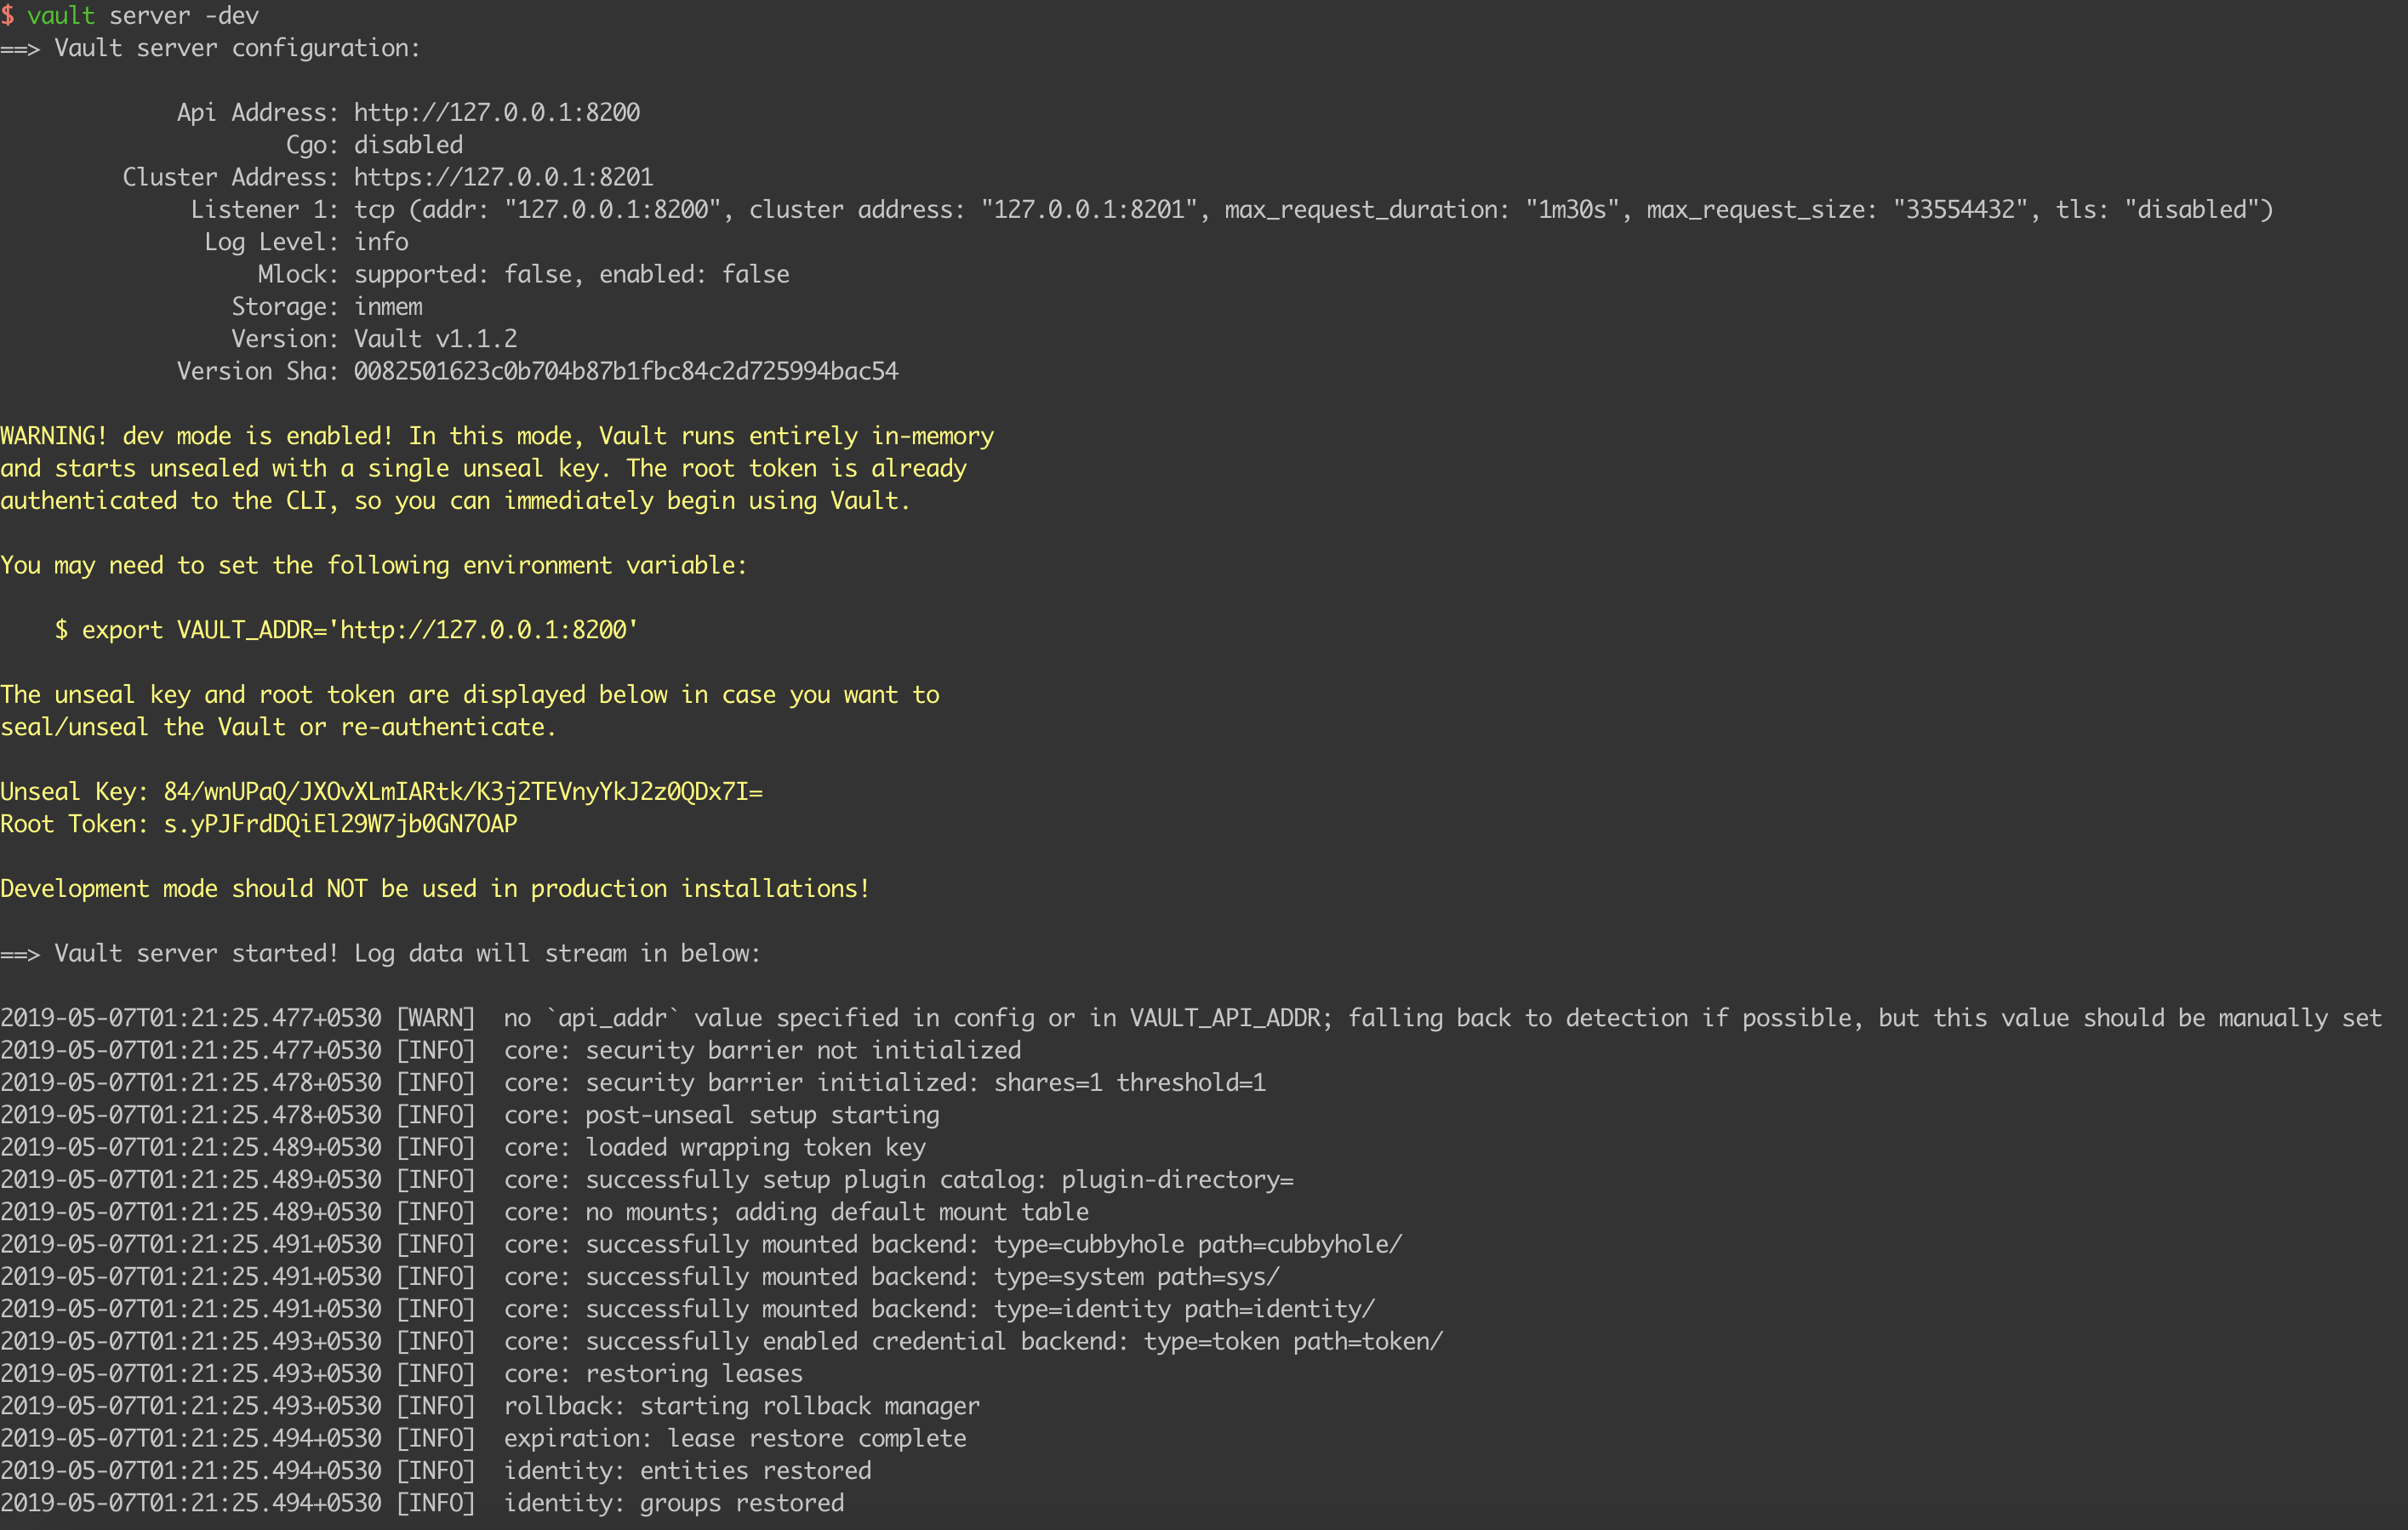 $ vault server -dev
==> Vault server configuration:

             Api Address: http://127.0.0.1:8200
                     Cgo: disabled
         Cluster Address: https://127.0.0.1:8201
              Listener 1: tcp (addr: "127.0.0.1:8200", cluster address: "127.0.0.1:8201", max_request_duration: "1m30s", max_request_size: "33554432", tls: "disabled")
               Log Level: info
                   Mlock: supported: false, enabled: false
                 Storage: inmem
                 Version: Vault v1.1.2
             Version Sha: 0082501623c0b704b87b1fbc84c2d725994bac54

WARNING! dev mode is enabled! In this mode, Vault runs entirely in-memory
and starts unsealed with a single unseal key. The root token is already
authenticated to the CLI, so you can immediately begin using Vault.

You may need to set the following environment variable:

    $ export VAULT_ADDR='http://127.0.0.1:8200'

The unseal key and root token are displayed below in case you want to
seal/unseal the Vault or re-authenticate.

Unseal Key: 84/wnUPaQ/JXOvXLmIARtk/K3j2TEVnyYkJ2z0QDx7I=
Root Token: s.yPJFrdDQiEl29W7jb0GN7OAP

Development mode should NOT be used in production installations!

==> Vault server started! Log data will stream in below:

2019-05-07T01:21:25.477+0530 [WARN]  no `api_addr` value specified in config or in VAULT_API_ADDR; falling back to detection if possible, but this value should be manually set
2019-05-07T01:21:25.477+0530 [INFO]  core: security barrier not initialized
2019-05-07T01:21:25.478+0530 [INFO]  core: security barrier initialized: shares=1 threshold=1
2019-05-07T01:21:25.478+0530 [INFO]  core: post-unseal setup starting
2019-05-07T01:21:25.489+0530 [INFO]  core: loaded wrapping token key
2019-05-07T01:21:25.489+0530 [INFO]  core: successfully setup plugin catalog: plugin-directory=
2019-05-07T01:21:25.489+0530 [INFO]  core: no mounts; adding default mount table
2019-05-07T01:21:25.491+0530 [INFO]  core: successfully mounted backend: type=cubbyhole path=cubbyhole/
2019-05-07T01:21:25.491+0530 [INFO]  core: successfully mounted backend: type=system path=sys/
2019-05-07T01:21:25.491+0530 [INFO]  core: successfully mounted backend: type=identity path=identity/
2019-05-07T01:21:25.493+0530 [INFO]  core: successfully enabled credential backend: type=token path=token/
2019-05-07T01:21:25.493+0530 [INFO]  core: restoring leases
2019-05-07T01:21:25.493+0530 [INFO]  rollback: starting rollback manager
2019-05-07T01:21:25.494+0530 [INFO]  expiration: lease restore complete
2019-05-07T01:21:25.494+0530 [INFO]  identity: entities restored
2019-05-07T01:21:25.494+0530 [INFO]  identity: groups restored